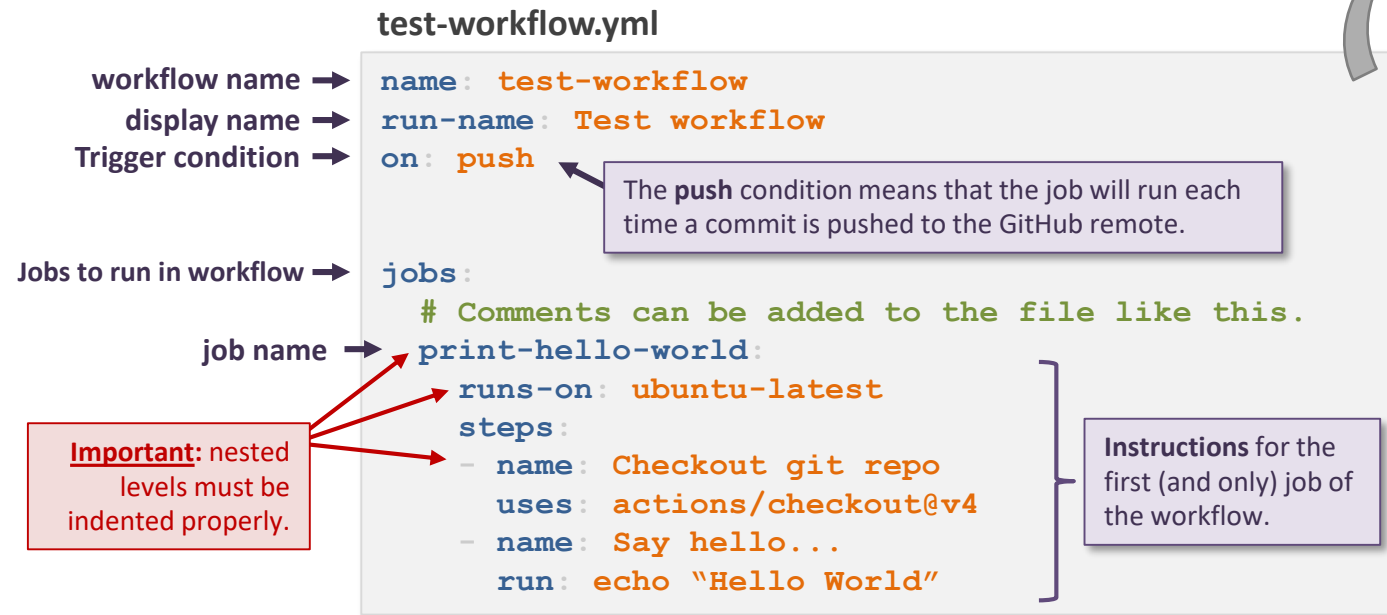 test-workflow.yml
workflow name
name: test-workflow
display name
run-name: Test workflow
Trigger condition
on: push
The push condition means that the job will run each
time a commit is pushed to the GitHub remote.
Jobs to run in workflow
jobs:
# Comments can be added to the file like this.
job name
print-hello-world:
runs-on: ubuntu-latest
steps:
- name: Checkout git repo
uses: actions/checkout@v4
- name: Say hello...
run: echo “Hello World”
Important: nested
levels must be
indented properly.
Instructions for the
first (and only) job of
the workflow.